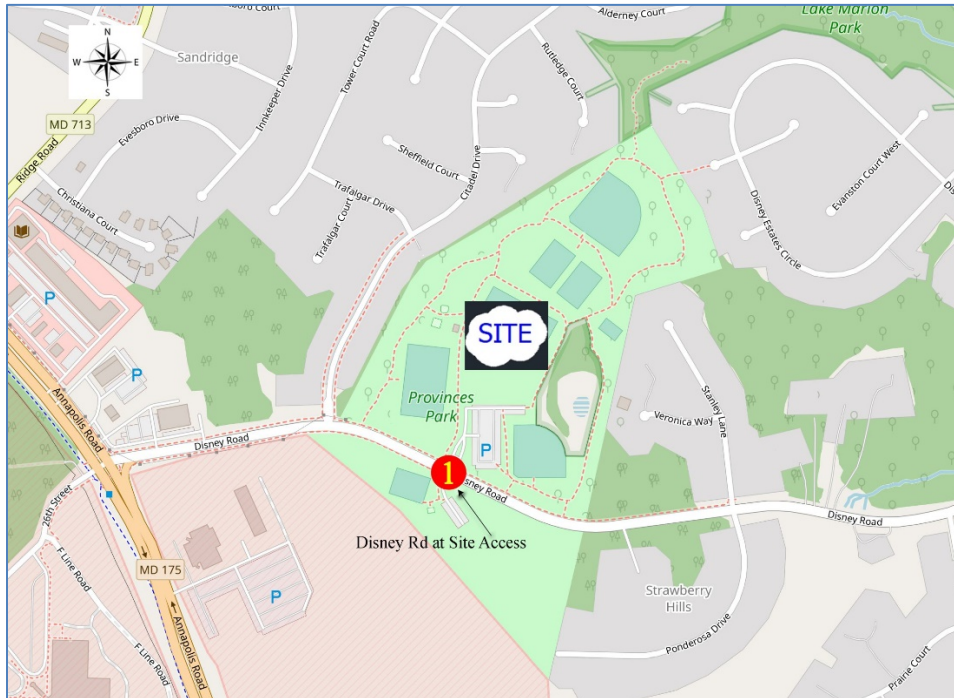 Evesboro Court
Alderney Court
Lake Marion
Park
N
W
E
S
Sandridge
Tower Court Road
Rutledge Court
Innkeeper Drive
MD 713
Evesboro Drive
Ridge Road
Sheffield Court
Citadel Drive
Christiana Court
Trafalgar Drive
Trafalgar Court
Evanston Court West
Disney Estates Circle
P
SITE
P
Provinces
Park
Stanley Lane
Veronica Way
Annapolis Road
Disney Road
P
1
Disney Road
26th Street
Disney Road
Disney Rd at Site Access
F Line Road
MD 175
P
Strawberry
Hills
F Line Road
Annapolis Road
Ponderosa Drive
Prairie Court